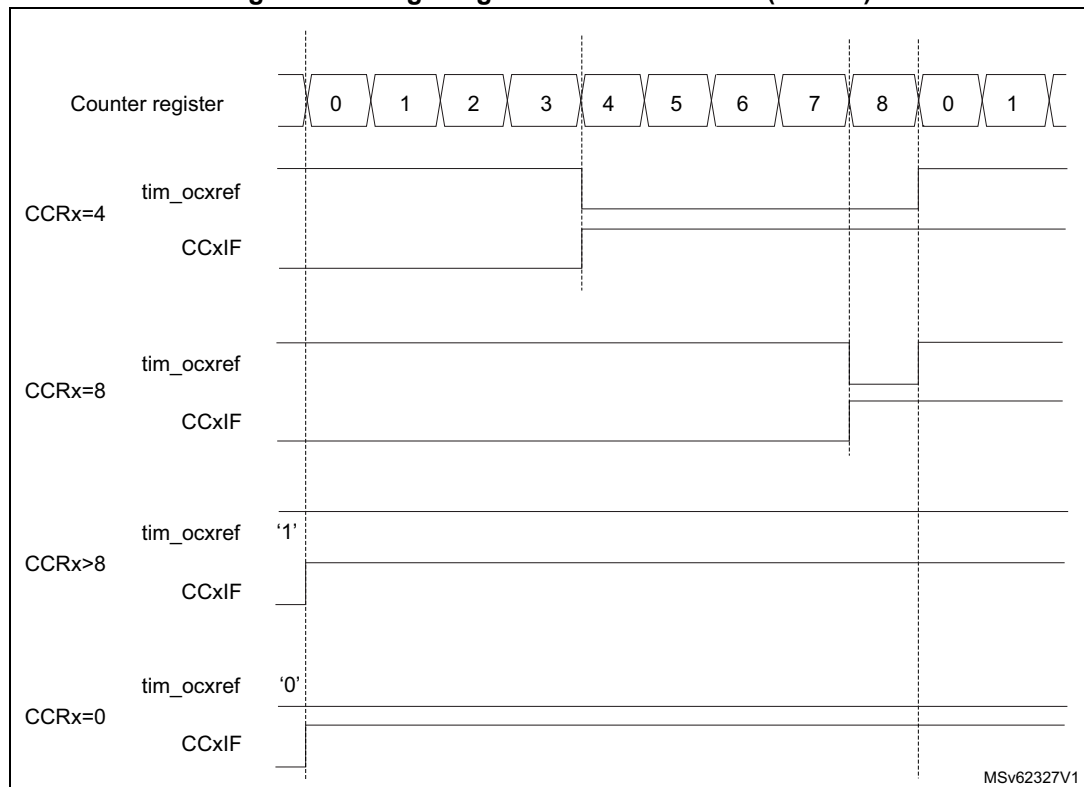 Counter register 0 1 2 3 4 5 6 7 8 0 1
tim_ocxref
CCRx=4
CCxIF
tim_ocxref
CCRx=8
CCxIF
tim_ocxref '1'
CCRx>8
CCxIF
tim_ocxref '0'
CCRx=0
CCxIF
MSv62327V1